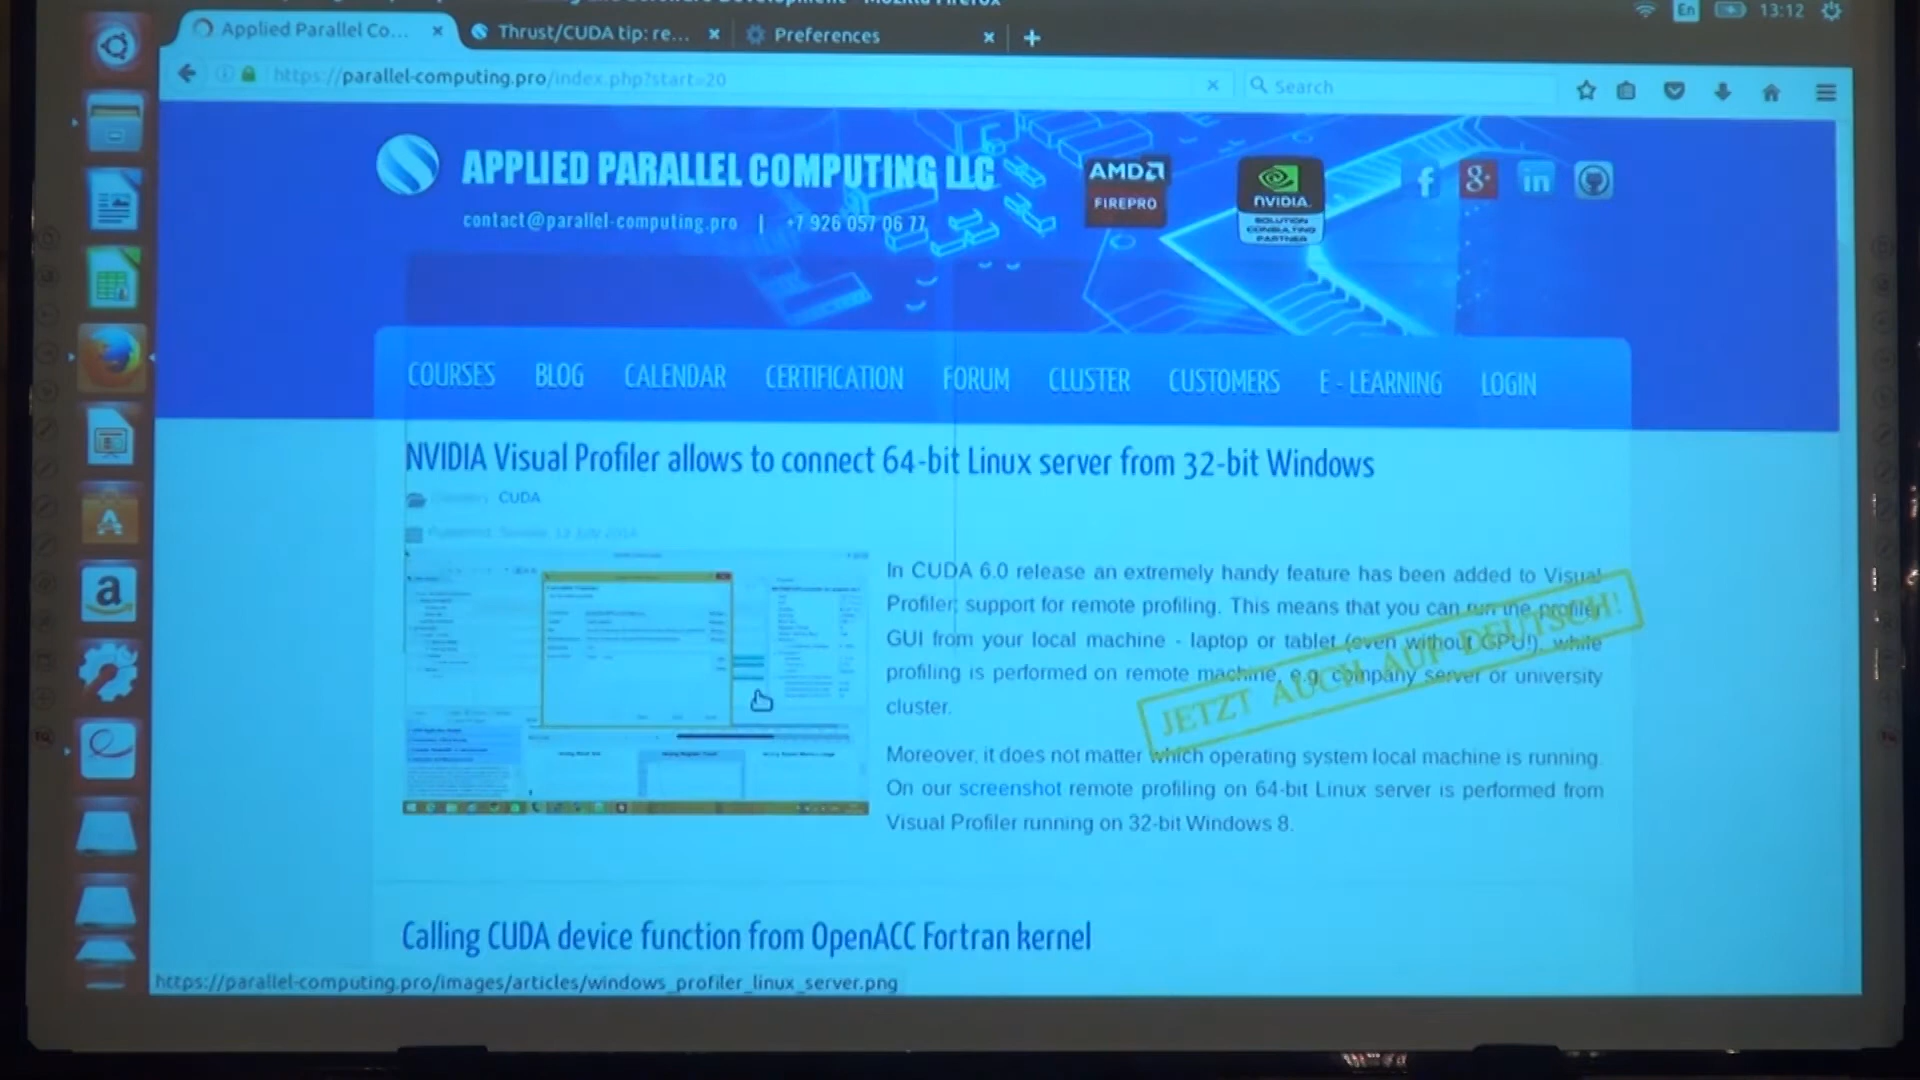 Mozilla Firefox
En
13:12
Applied Parallel Co...
Thrust/CUDA tip: re...
Preferences
https://parallel-computing.pro/index.php?start=20
Search
APPLIED PARALLEL COMPUTING LLC
contact@parallel-computing.pro | +7 926 057 06 77
AMD
FIREPRO
NVIDIA.
SOLUTION
CONSULTING
PARTNER
f
g+
in
COURSES
BLOG
CALENDAR
CERTIFICATION
FORUM
CLUSTER
CUSTOMERS
E - LEARNING
LOGIN
NVIDIA Visual Profiler allows to connect 64-bit Linux server from 32-bit Windows
CUDA
In CUDA 6.0 release an extremely handy feature has been added to Visual
Profiler: support for remote profiling. This means that you can run the profiler
GUI from your local machine - laptop or tablet (even without GPU!), while
profiling is performed on remote machine, e.g. company server or university
cluster.
JETZT AUCH AUF DEUTSCH!
Moreover, it does not matter which operating system local machine is running.
On our screenshot remote profiling on 64-bit Linux server is performed from
Visual Profiler running on 32-bit Windows 8.
Calling CUDA device function from OpenACC Fortran kernel
https://parallel-computing.pro/images/articles/windows_profiler_linux_server.png